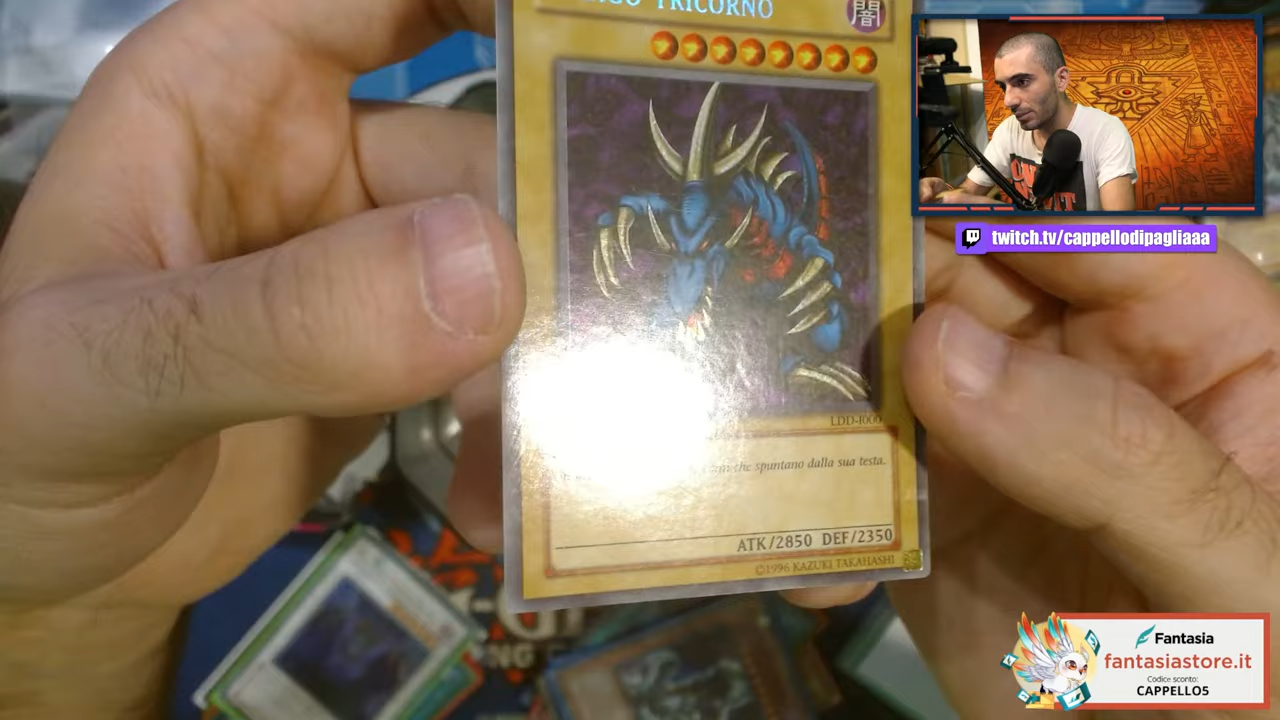 TRICORNO
闇
twitch.tv/cappellodipagliaaa
LDD-I000
che spuntano dalla sua testa.
ATK/2850 DEF/2350
©1996 KAZUKI TAKAHASHI
Fantasia
fantasiastore.it
Codice sconto:
CAPPELLO5